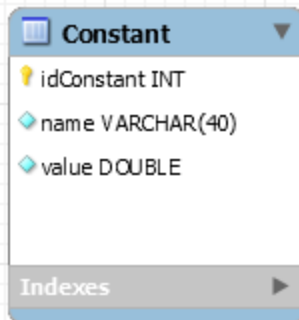 Constant
idConstant INT
name VARCHAR(40)
value DOUBLE
Indexes